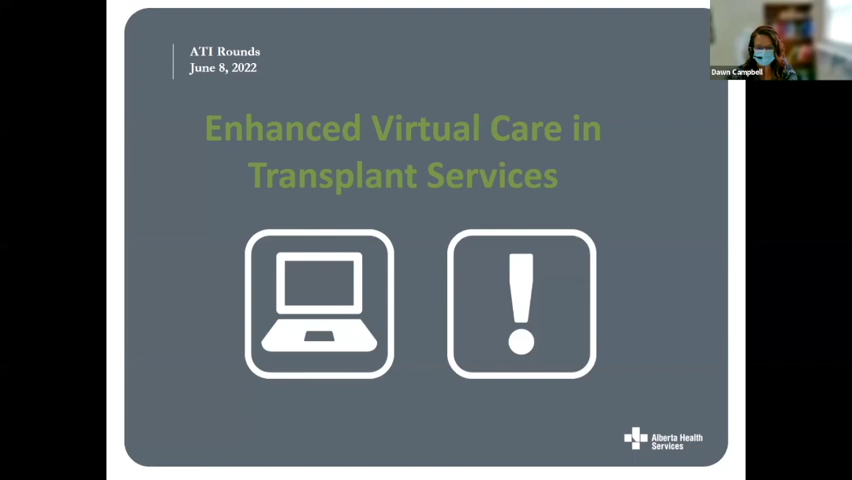 ATI Rounds
June 8, 2022
Dawn Campbell
Enhanced Virtual Care in
Transplant Services
Alberta Health
Services